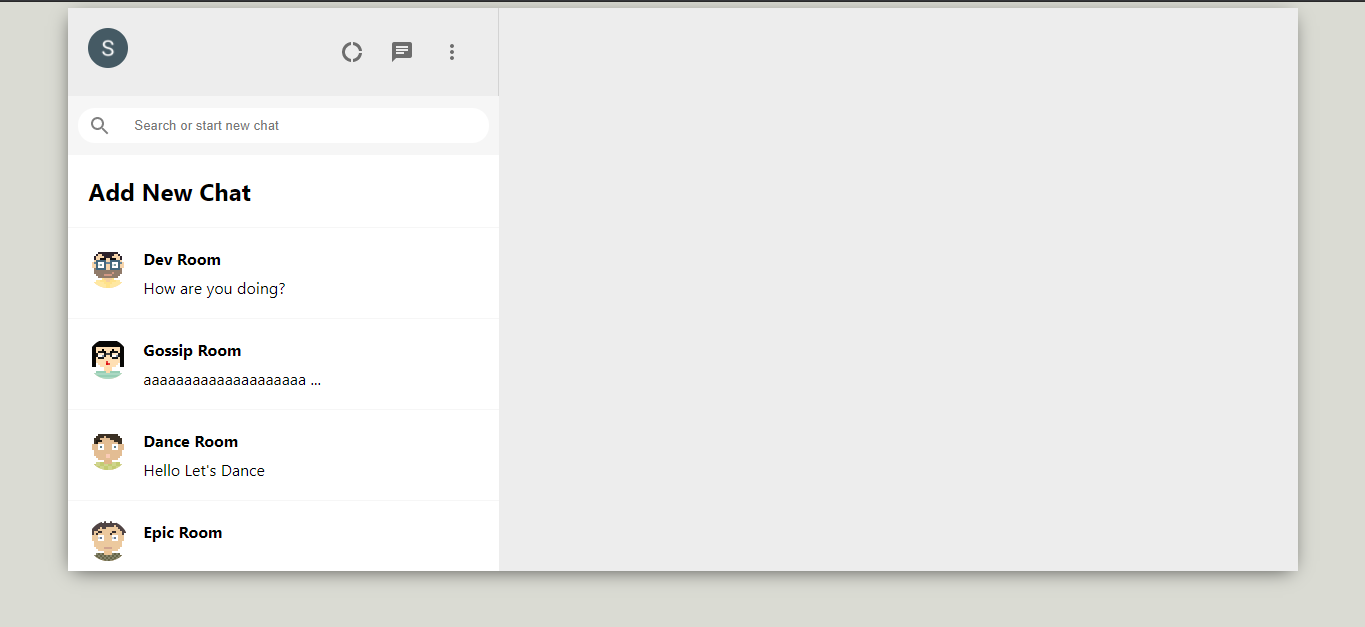 S
Search or start new chat
Add New Chat
Dev Room
How are you doing?
Gossip Room
aaaaaaaaaaaaaaaaaaaa ...
Dance Room
Hello Let's Dance
Epic Room